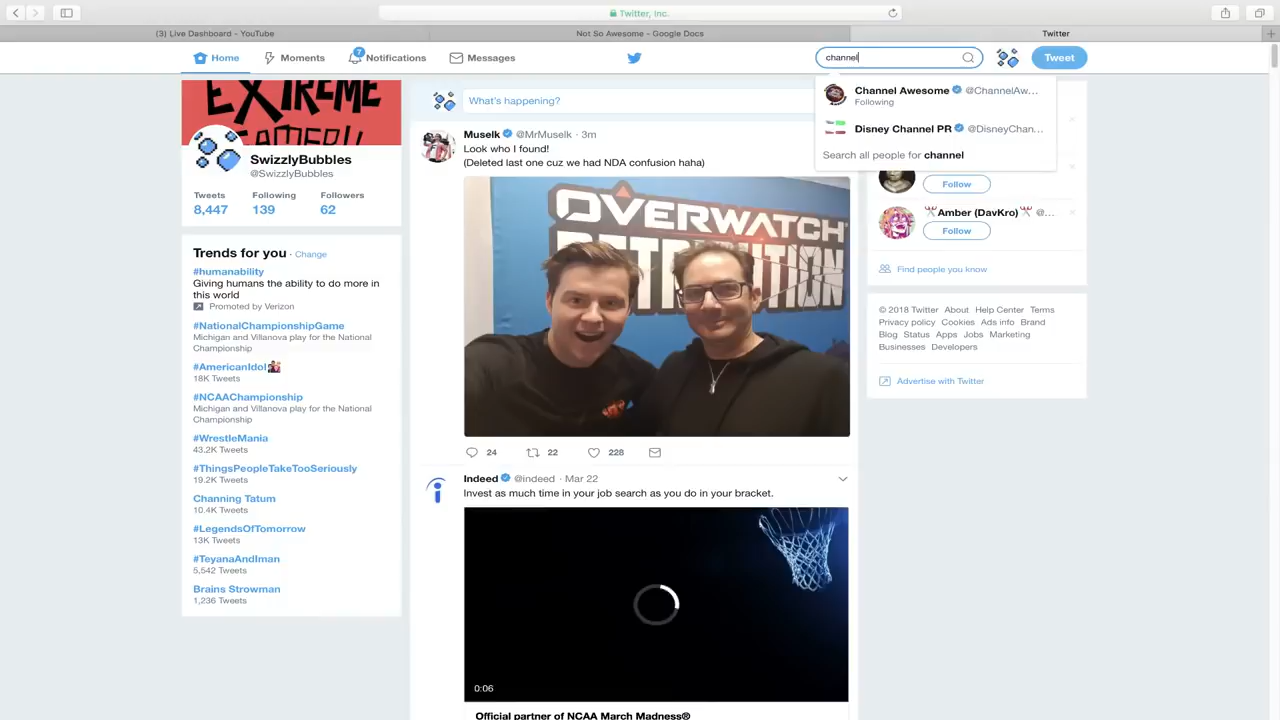 Twitter, Inc.
(3) Live Dashboard - YouTube
Not So Awesome - Google Docs
Twitter
Home
Moments
7
Notifications
Messages
channel
Tweet
Channel Awesome @ChannelAw...
Following
Disney Channel PR @DisneyChan...
Search all people for channel
EXTREME
GAMER!!
SwizzlyBubbles
@SwizzlyBubbles
Tweets Following Followers
8,447 139 62
Trends for you · Change
#humanability
Giving humans the ability to do more in
this world
Promoted by Verizon
#NationalChampionshipGame
Michigan and Villanova play for the National
Championship
#AmericanIdol
18K Tweets
#NCAAChampionship
Michigan and Villanova play for the National
Championship
#WrestleMania
43.2K Tweets
#ThingsPeopleTakeTooSeriously
19.2K Tweets
Channing Tatum
10.4K Tweets
#LegendsOfTomorrow
13K Tweets
#TeyanaAndIman
5,542 Tweets
Brains Strowman
1,236 Tweets
What's happening?
Muselk @MrMuselk · 3m
Look who I found!
(Deleted last one cuz we had NDA confusion haha)
OVERWATCH
24 22 228
Indeed @indeed · Mar 22
Invest as much time in your job search as you do in your bracket.
0:06
Official partner of NCAA March Madness®
Follow
Amber (DavKro) @...
Follow
Find people you know
© 2018 Twitter About Help Center Terms
Privacy policy Cookies Ads info Brand
Blog Status Apps Jobs Marketing
Businesses Developers
Advertise with Twitter